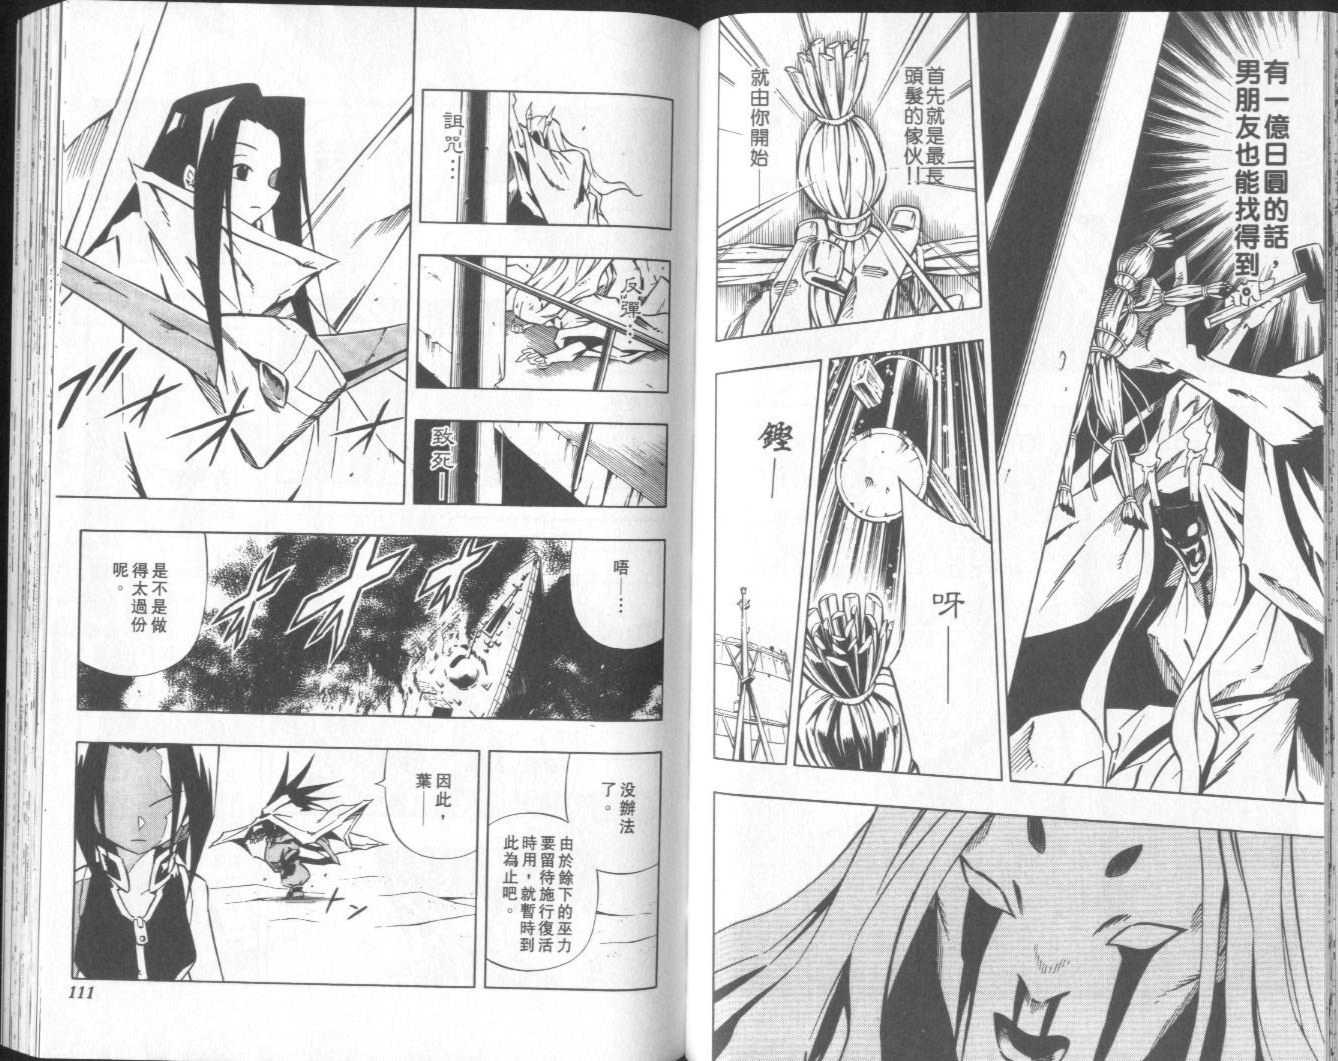 有一億日圓的話，
男朋友也能找得到。
首先就是最長
頭髮的傢伙!!
就由你開始——
呀——
鏗——
詛咒…
反彈…
致死——
唔……
是不是做
得太過份
呢。
没辦法
了。
由於餘下的巫力
要留待施行復活
時用，就暫時到
此為止吧。
因此，
葉——
ドン
111